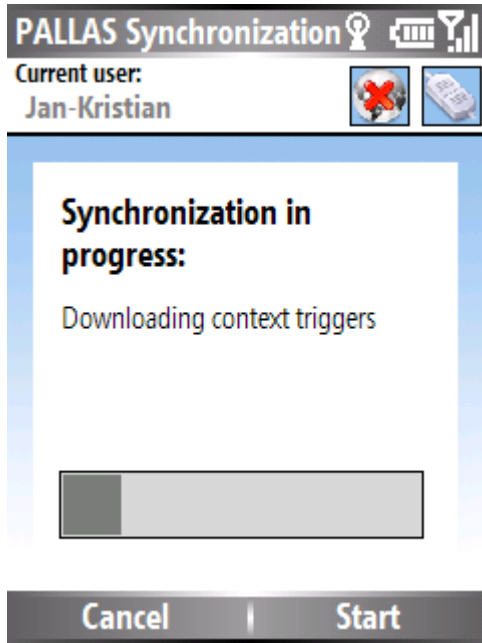 PALLAS Synchronization
Current user:
Jan-Kristian
Synchronization in
progress:
Downloading context triggers
Cancel
Start